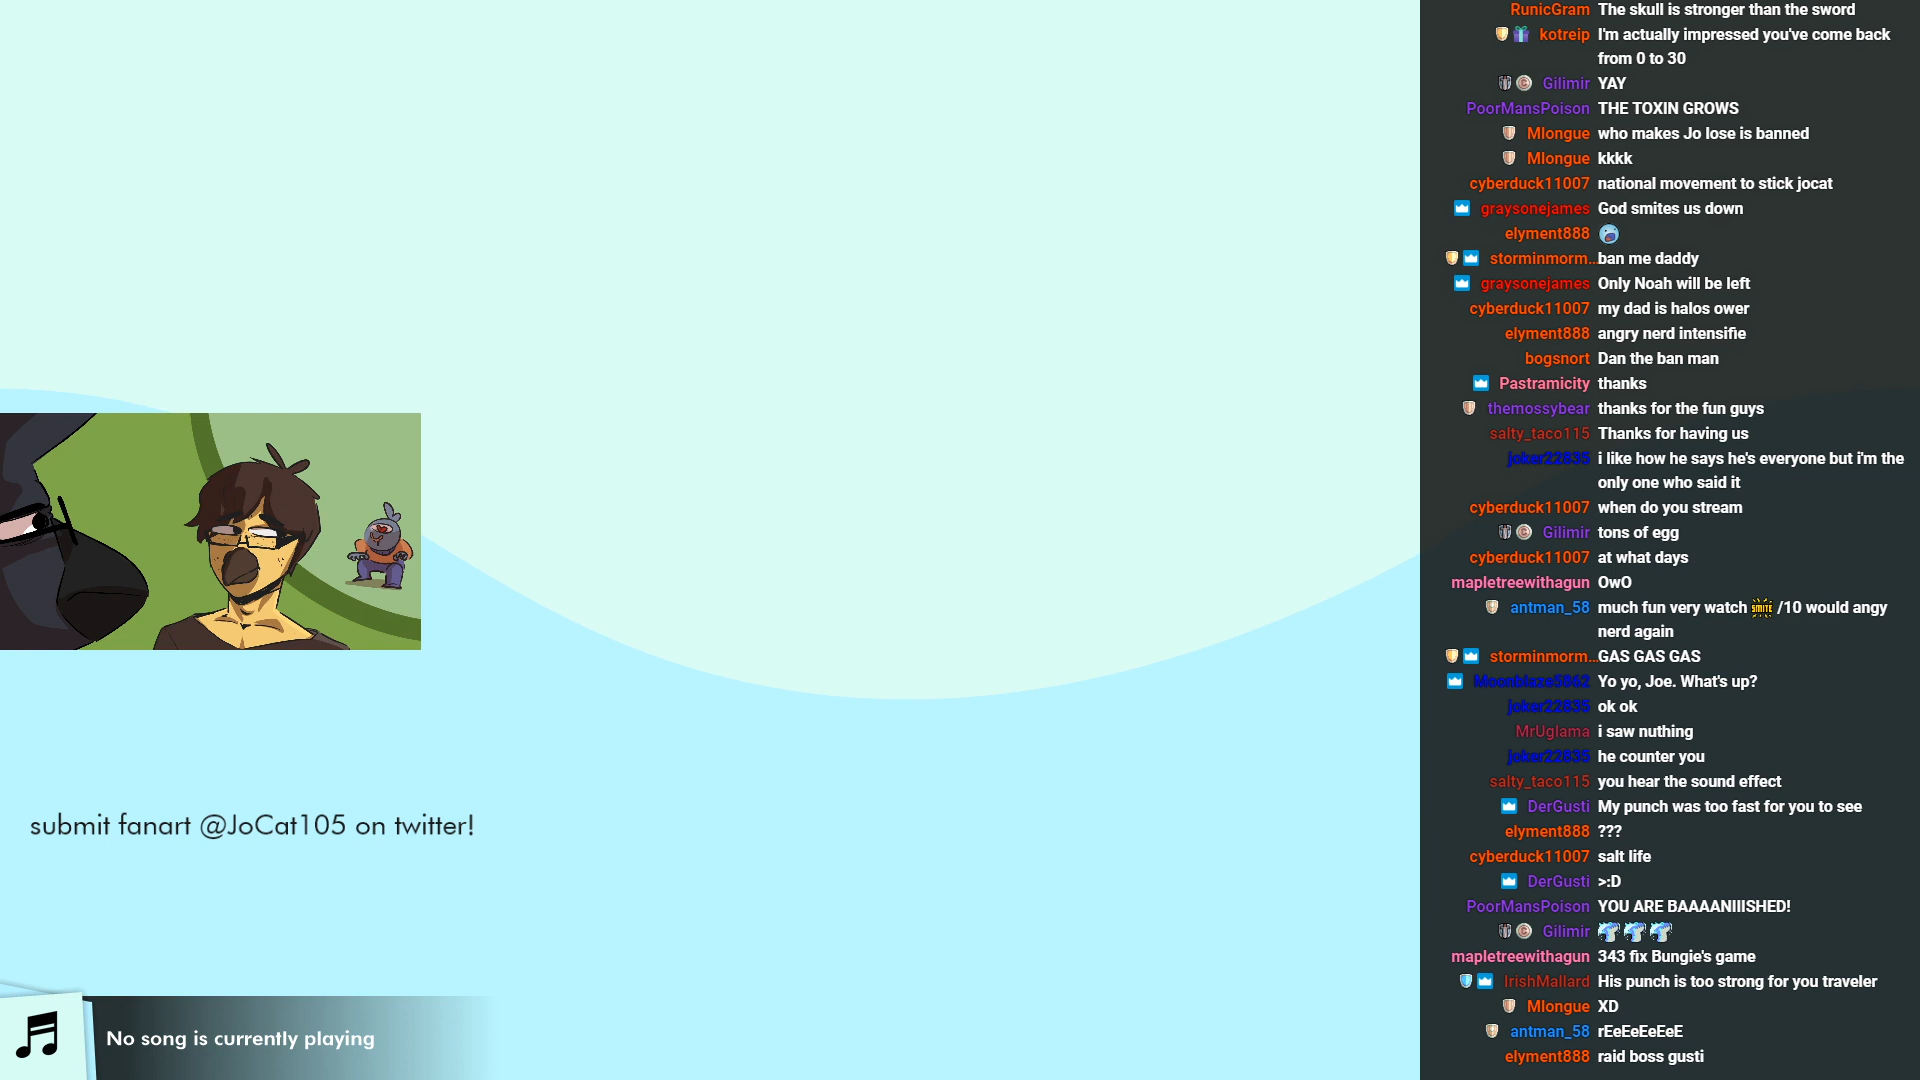 RunicGram The skull is stronger than the sword
kotreip I'm actually impressed you've come back
from 0 to 30
Gilimir YAY
PoorMansPoison THE TOXIN GROWS
Mlongue who makes Jo lose is banned
Mlongue kkkk
cyberduck11007 national movement to stick jocat
graysonejames God smites us down
elyment888
storminmorm... ban me daddy
graysonejames Only Noah will be left
cyberduck11007 my dad is halos ower
elyment888 angry nerd intensifie
bogsnort Dan the ban man
Pastramicity thanks
themossybear thanks for the fun guys
salty_taco115 Thanks for having us
joker22835 i like how he says he's everyone but i'm the
only one who said it
cyberduck11007 when do you stream
Gilimir tons of egg
cyberduck11007 at what days
mapletreewithagun OwO
antman_58 much fun very watch SMITE /10 would angy
nerd again
storminmorm... GAS GAS GAS
Moonblaze5862 Yo yo, Joe. What's up?
joker22835 ok ok
MrUglama i saw nuthing
joker22835 he counter you
salty_taco115 you hear the sound effect
DerGusti My punch was too fast for you to see
elyment888 ???
cyberduck11007 salt life
DerGusti >:D
PoorMansPoison YOU ARE BAAAANIIISHED!
Gilimir
mapletreewithagun 343 fix Bungie's game
IrishMallard His punch is too strong for you traveler
Mlongue XD
antman_58 rEeEeEeEeE
elyment888 raid boss gusti
submit fanart @JoCat105 on twitter!
No song is currently playing